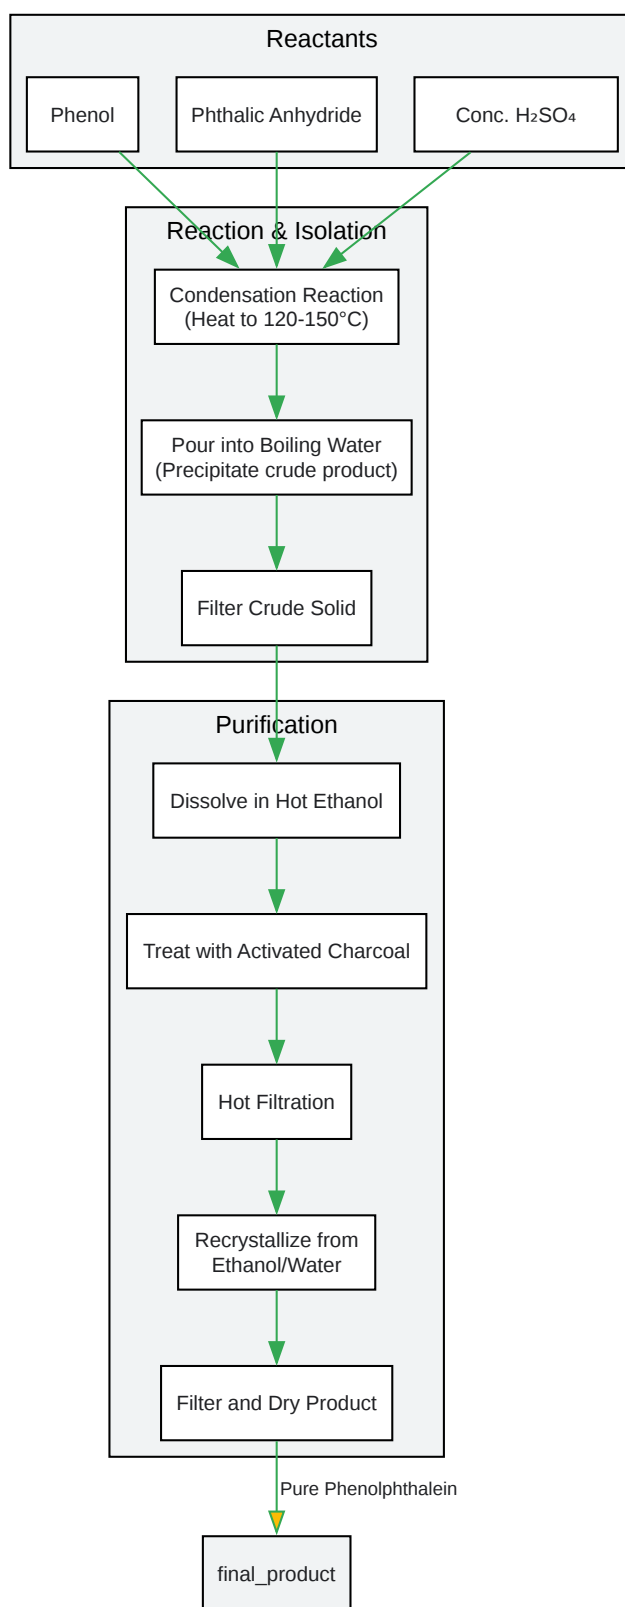 Reactants
Phenol
Phthalic Anhydride
Conc. H₂SO₄
Reaction & Isolation
Condensation Reaction
(Heat to 120-150°C)
Pour into Boiling Water
(Precipitate crude product)
Filter Crude Solid
Purification
Dissolve in Hot Ethanol
Treat with Activated Charcoal
Hot Filtration
Recrystallize from
Ethanol/Water
Filter and Dry Product
Pure Phenolphthalein
final_product